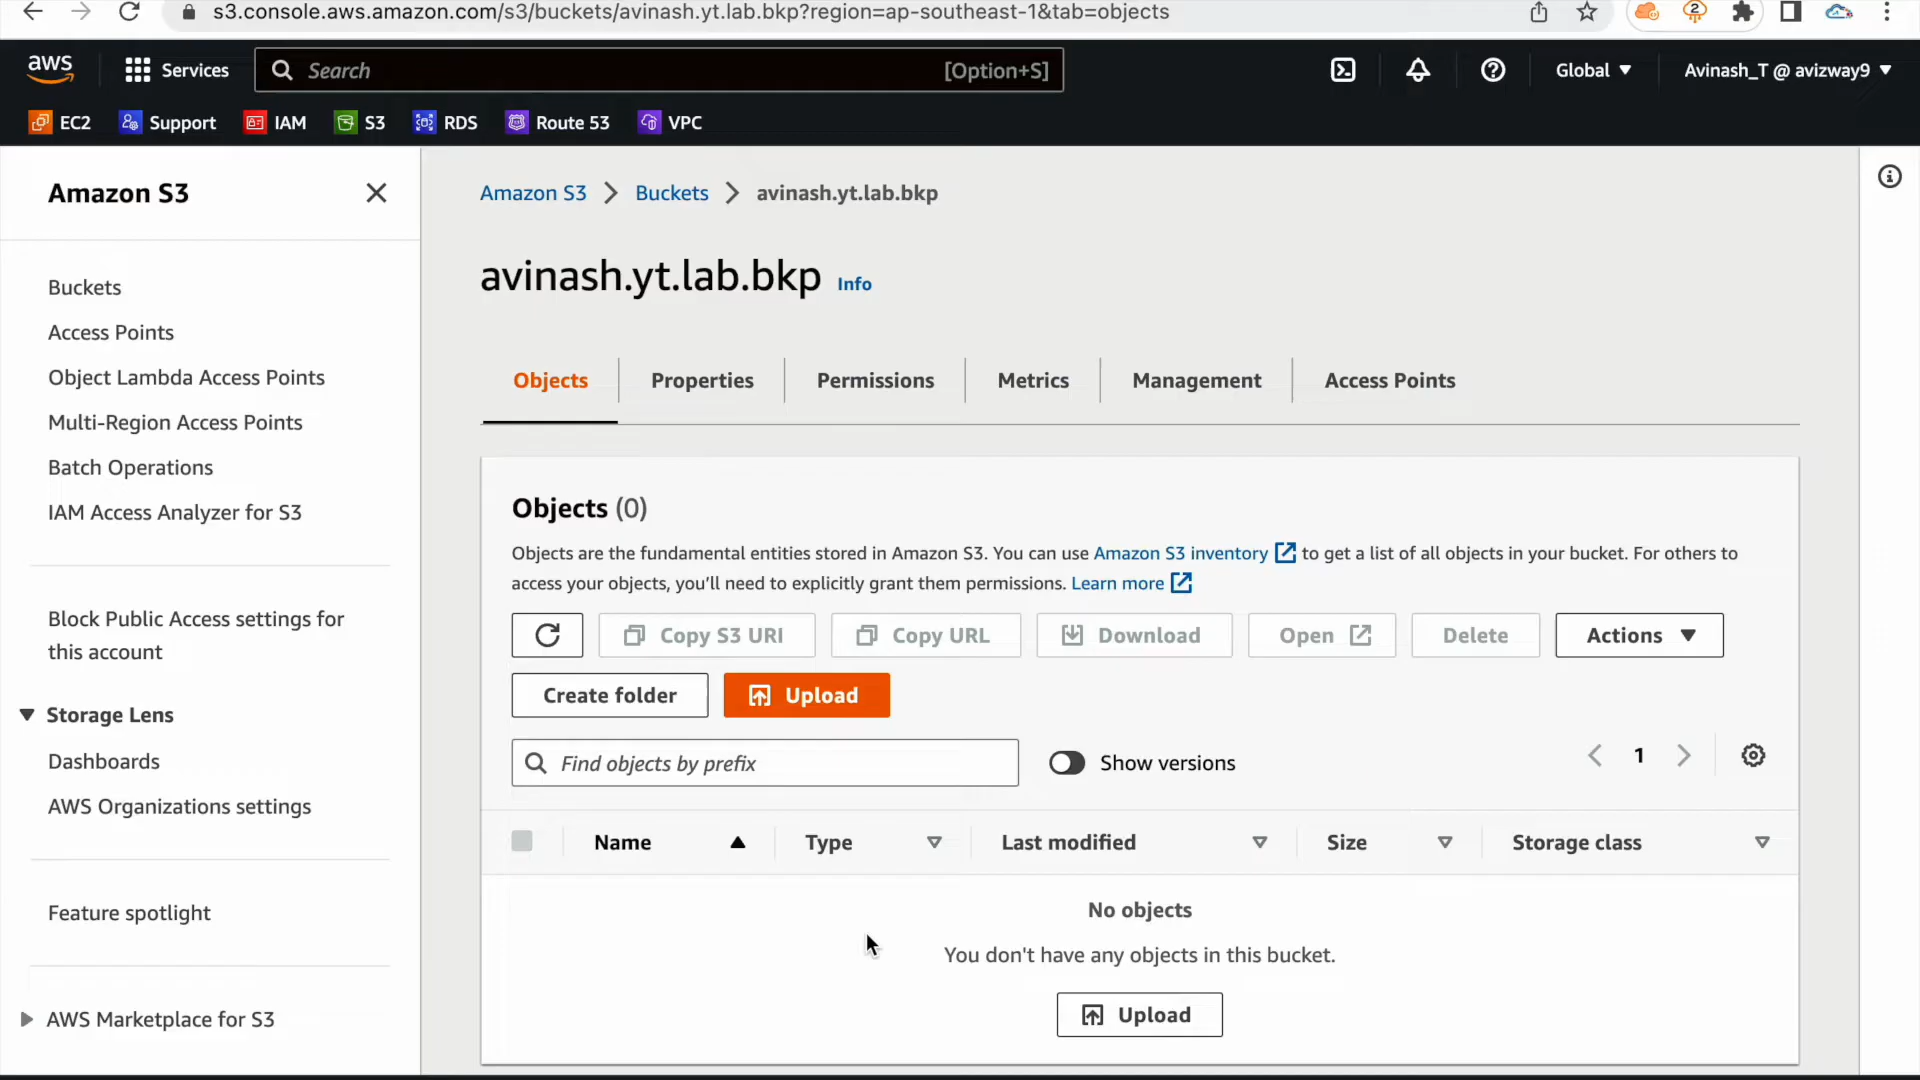 s3.console.aws.amazon.com/s3/buckets/avinash.yt.lab.bkp?region=ap-southeast-1&tab=objects
2
aws Services Search [Option+S] Global Avinash_T @ avizway9
EC2 Support IAM S3 RDS Route 53 VPC
Amazon S3
Buckets
Access Points
Object Lambda Access Points
Multi-Region Access Points
Batch Operations
IAM Access Analyzer for S3
Block Public Access settings for
this account
Storage Lens
Dashboards
AWS Organizations settings
Feature spotlight
AWS Marketplace for S3
Amazon S3 Buckets avinash.yt.lab.bkp
avinash.yt.lab.bkp Info
Objects Properties Permissions Metrics Management Access Points
Objects (0)
Objects are the fundamental entities stored in Amazon S3. You can use Amazon S3 inventory to get a list of all objects in your bucket. For others to
access your objects, you'll need to explicitly grant them permissions. Learn more
Copy S3 URI Copy URL Download Open Delete Actions
Create folder Upload
Find objects by prefix Show versions 1
Name Type Last modified Size Storage class
No objects
You don't have any objects in this bucket.
Upload